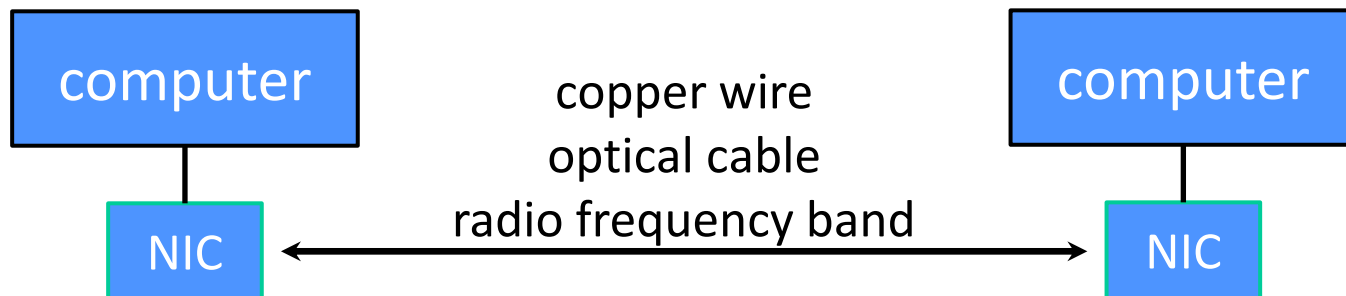 computer
computer
copper wire
optical cable
radio frequency band
NIC
NIC